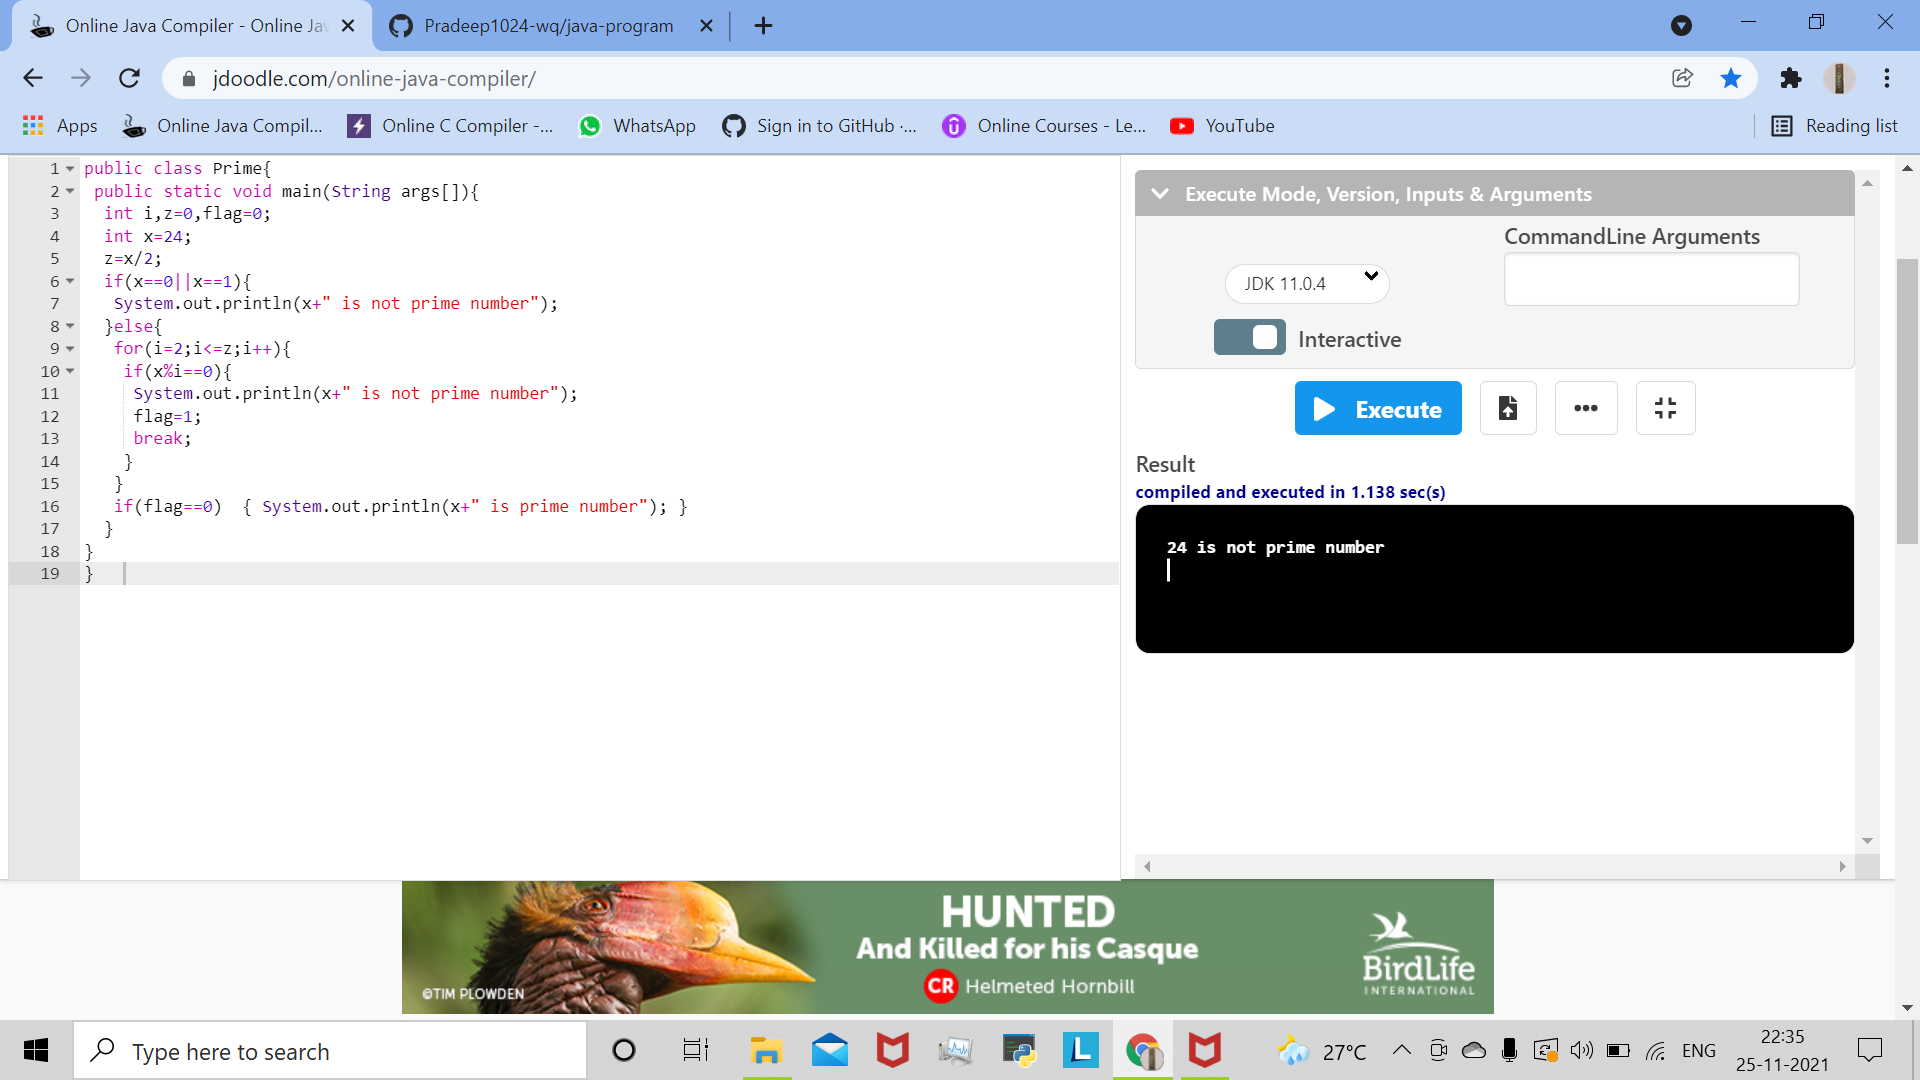 Online Java Compiler - Online Jav
Pradeep1024-wq/java-program
jdoodle.com/online-java-compiler/
Apps
Online Java Compil...
Online C Compiler -...
WhatsApp
Sign in to GitHub ·...
Online Courses - Le...
YouTube
Reading list
1 public class Prime{
2 public static void main(String args[]){
3 int i,z=0,flag=0;
4 int x=24;
5 z=x/2;
6 if(x==0||x==1){
7 System.out.println(x+" is not prime number");
8 }else{
9 for(i=2;i<=z;i++){
10 if(x%i==0){
11 System.out.println(x+" is not prime number");
12 flag=1;
13 break;
14 }
15 }
16 if(flag==0)  { System.out.println(x+" is prime number"); }
17 }
18 }
19 }
Execute Mode, Version, Inputs & Arguments
CommandLine Arguments
JDK 11.0.4
Interactive
Execute
Result
compiled and executed in 1.138 sec(s)
24 is not prime number
HUNTED
And Killed for his Casque
CR Helmeted Hornbill
©TIM PLOWDEN
BirdLife
INTERNATIONAL
Type here to search
L
27°C
ENG
22:35
25-11-2021